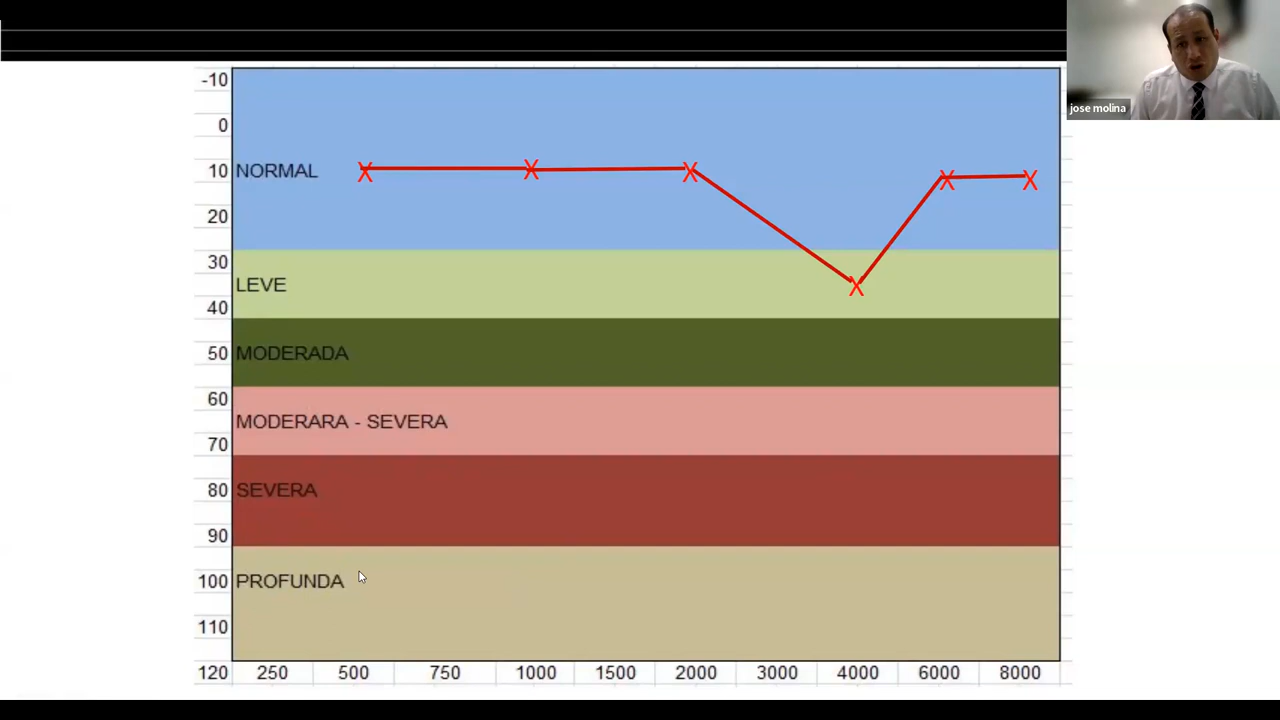 jose molina
-10
0
10 NORMAL
20
30
LEVE
40
50 MODERADA
60
MODERARA - SEVERA
70
80 SEVERA
90
100 PROFUNDA
110
120 250 500 750 1000 1500 2000 3000 4000 6000 8000